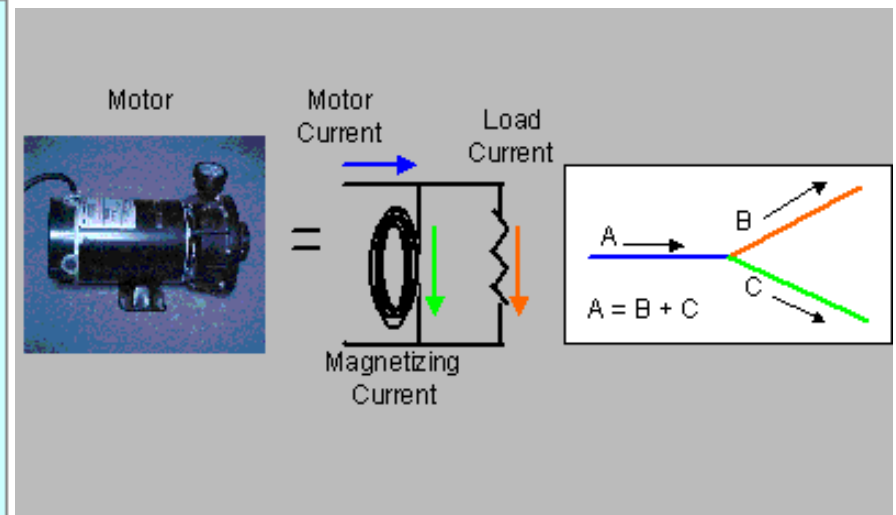 Motor
Motor
Current
Load
Current
=
Magnetizing
Current
A
B
C
A = B + C